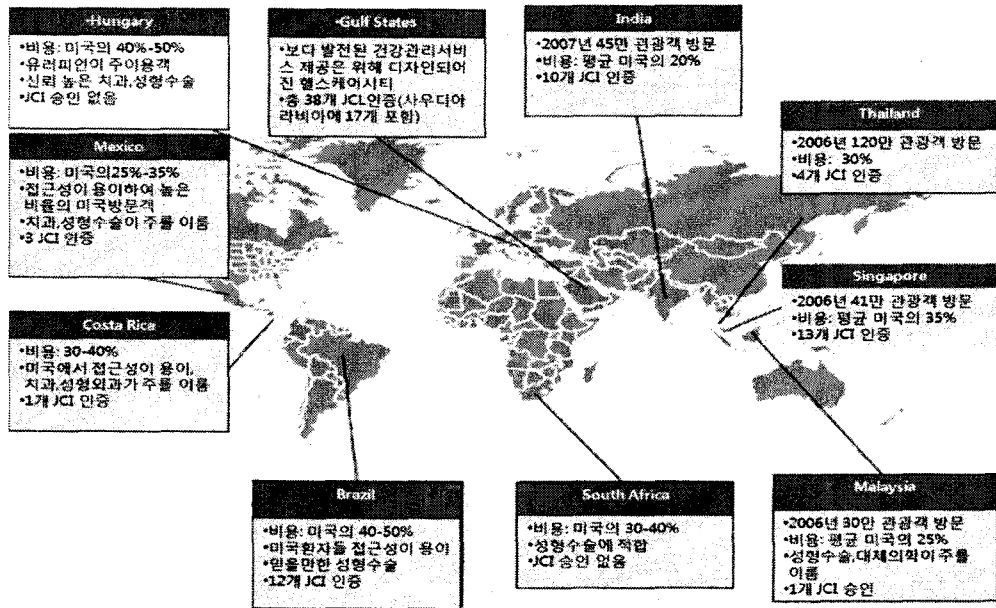 •Hungary
•비용: 미국의 40%-50%
•유러피언이 주이용객
•신뢰 높은 치과,성형수술
•JCI 승인 없음
•Gulf States
•보다 발전된 건강관리서비
스 제공은 위해 디자인되어
진 헬스케어시티
•총 38개 JCL인증(사우디아
라비아에 17개 포함)
India
•2007년 45만 관광객 방문
•비용: 평균 미국의 20%
•10개 JCI 인증
Thailand
•2006년 120만 관광객 방문
•비용: 30%
•4개 JCI 인증
Mexico
•비용: 미국의25%-35%
•접근성이 용이하여 높은
비율의 미국방문객
•치과,성형수술이 주를 이룸
•3 JCI 인증
Singapore
•2006년 41만 관광객 방문
•비용: 평균 미국의 35%
•13개 JCI 인증
Costa Rica
•비용: 30-40%
•미국에서 접근성이 용이,
치과,성형외과가 주를 이룸
•1개 JCI 인증
Brazil
•비용: 미국의 40-50%
•미국환자들 접근성이 용이
•믿을만한 성형수술
•12개 JCI 인증
South Africa
•비용: 미국의 30-40%
•성형수술에 적합
•JCI 승인 없음
Malaysia
•2006년 30만 관광객 방문
•비용: 평균 미국의 25%
•성형수술,대체의학이 주를
이룸
•1개 JCI 승인